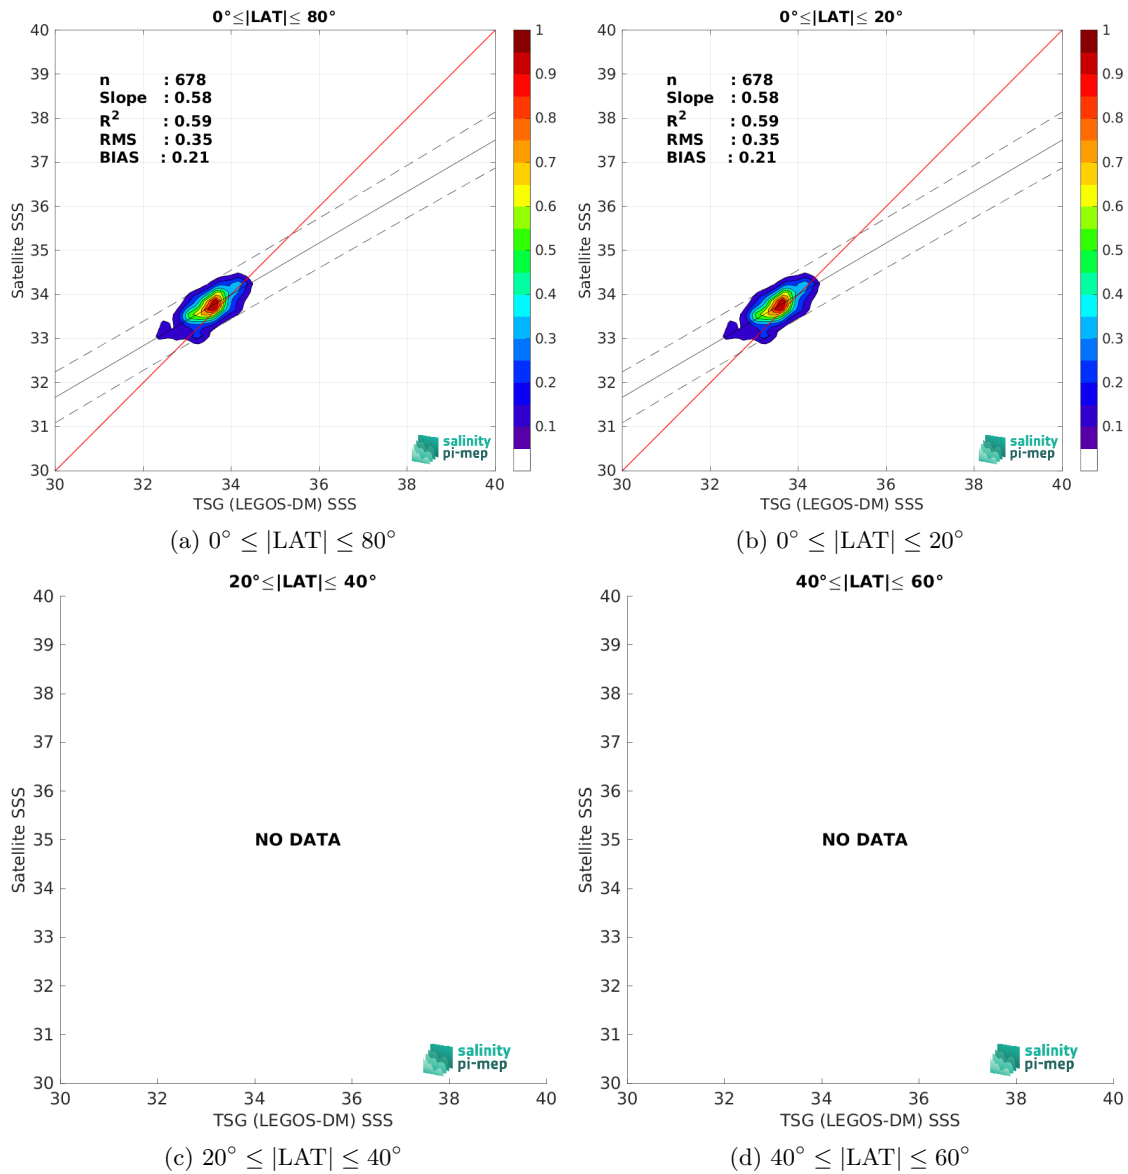 0°≤|LAT|≤ 80°
40
39
38
37
36
35
34
33
32
31
30
Satellite SSS
n : 678
Slope : 0.58
R2 : 0.59
RMS : 0.35
BIAS : 0.21
salinity
pi-mep
30 32 34 36 38 40
TSG (LEGOS-DM) SSS
1
0.9
0.8
0.7
0.6
0.5
0.4
0.3
0.2
0.1
(a) 0° ≤ |LAT| ≤ 80°
0°≤|LAT|≤ 20°
40
39
38
37
36
35
34
33
32
31
30
Satellite SSS
n : 678
Slope : 0.58
R2 : 0.59
RMS : 0.35
BIAS : 0.21
salinity
pi-mep
30 32 34 36 38 40
TSG (LEGOS-DM) SSS
1
0.9
0.8
0.7
0.6
0.5
0.4
0.3
0.2
0.1
(b) 0° ≤ |LAT| ≤ 20°
20°≤|LAT|≤ 40°
40
39
38
37
36
35
34
33
32
31
30
Satellite SSS
NO DATA
salinity
pi-mep
30 32 34 36 38 40
TSG (LEGOS-DM) SSS
(c) 20° ≤ |LAT| ≤ 40°
40°≤|LAT|≤ 60°
40
39
38
37
36
35
34
33
32
31
30
Satellite SSS
NO DATA
salinity
pi-mep
30 32 34 36 38 40
TSG (LEGOS-DM) SSS
(d) 40° ≤ |LAT| ≤ 60°